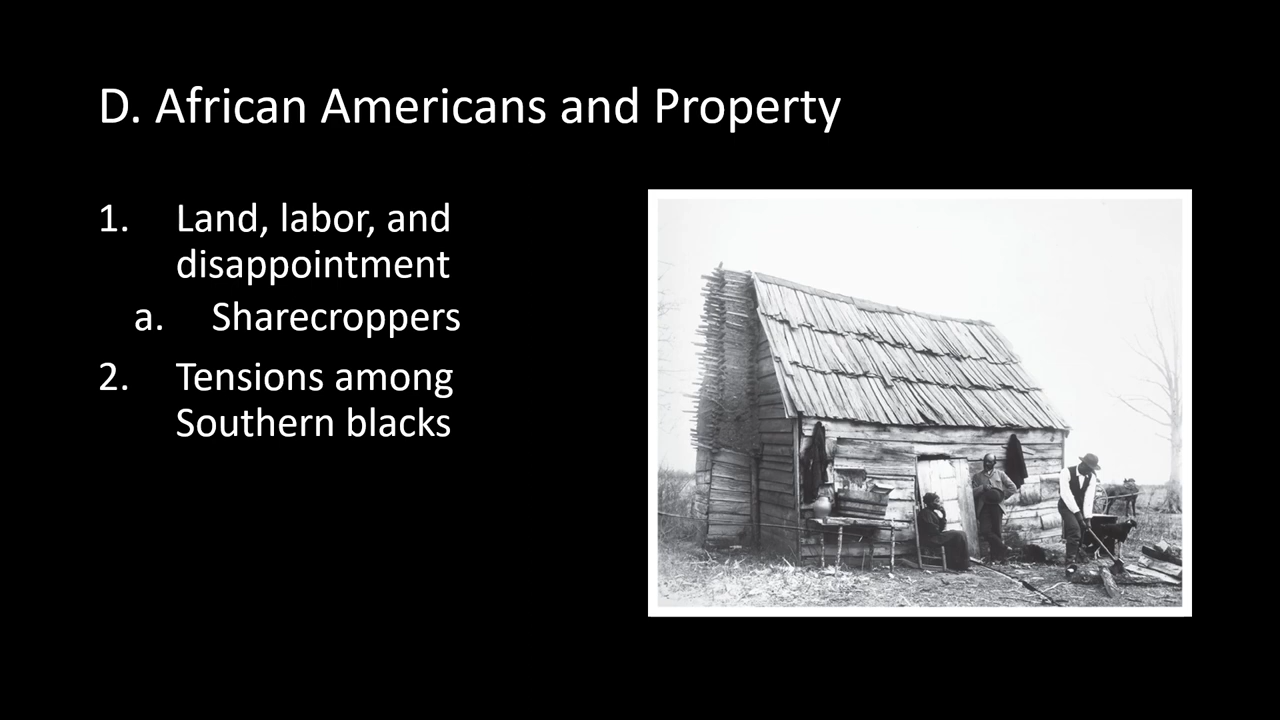 D. African Americans and Property
1. Land, labor, and
disappointment
a. Sharecroppers
2. Tensions among
Southern blacks